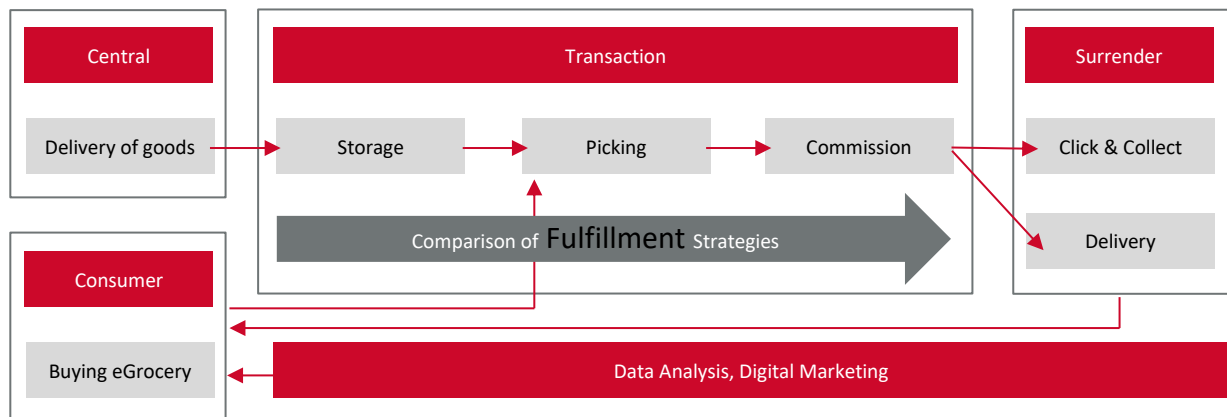 Central
Transaction
Surrender
Delivery of goods
Storage
Picking
Commission
Click & Collect
Comparison of Fulfillment Strategies
Delivery
Consumer
Buying eGrocery
Data Analysis, Digital Marketing